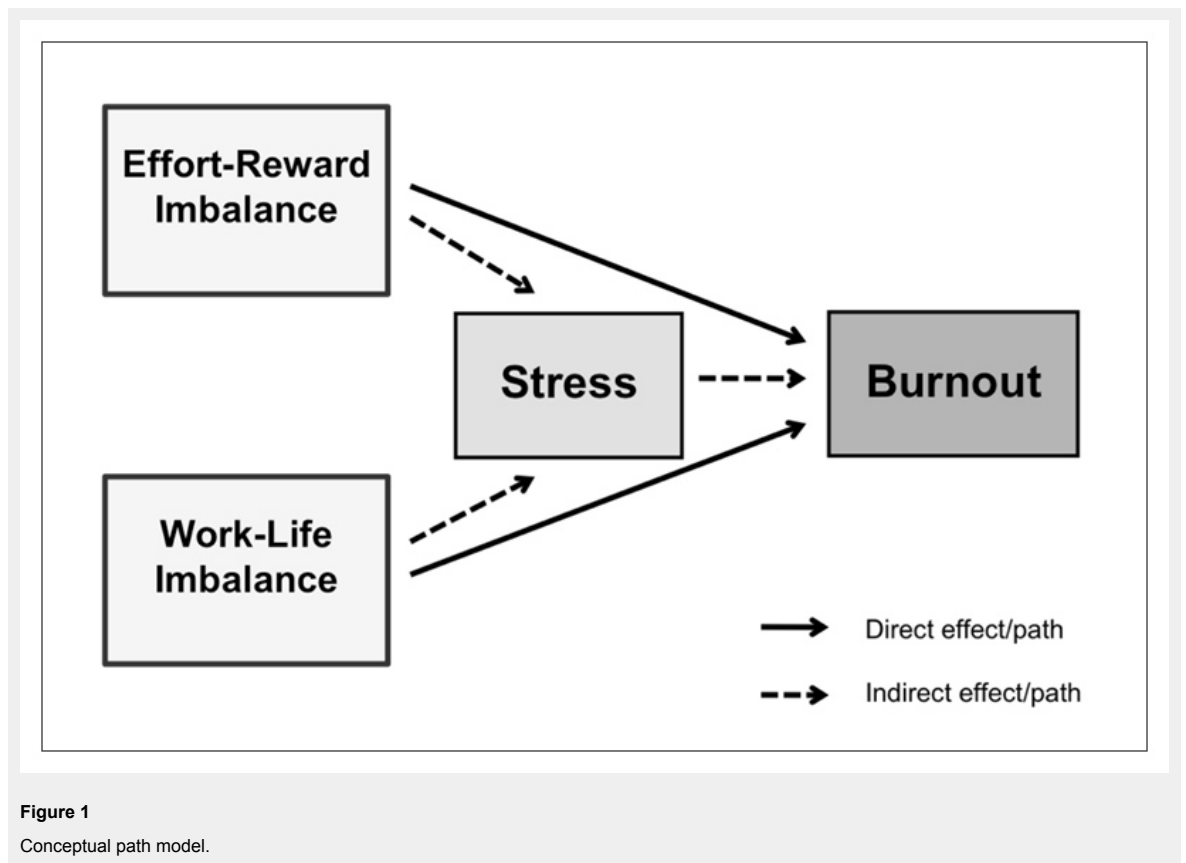 Effort-Reward
Imbalance
Stress
Burnout
Work-Life
Imbalance
Direct effect/path
Indirect effect/path
Figure 1
Conceptual path model.